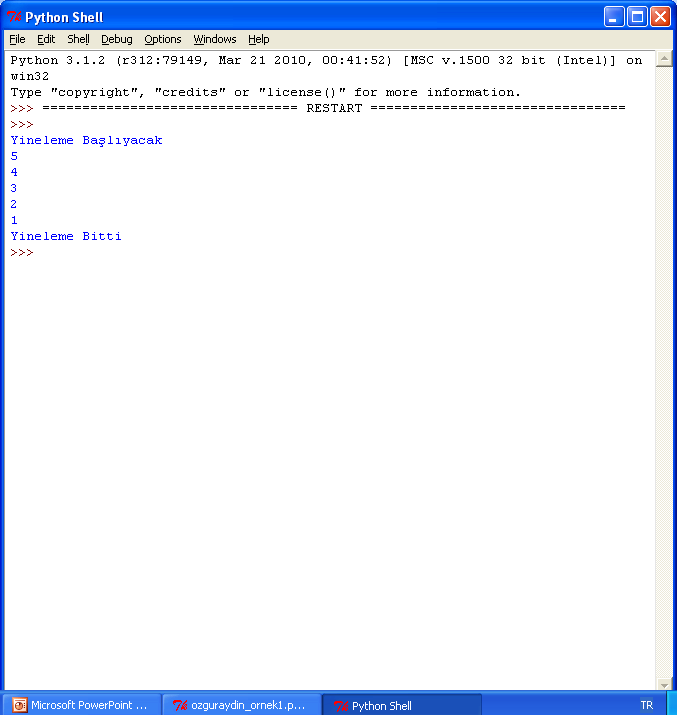 Python Shell
File Edit Shell Debug Options Windows Help
Python 3.1.2 (r312:79149, Mar 21 2010, 00:41:52) [MSC v.1500 32 bit (Intel)] on
win32
Type "copyright", "credits" or "license()" for more information.
>>> ================================ RESTART ================================
>>>
Yineleme Başlıyacak
5
4
3
2
1
Yineleme Bitti
>>>
Microsoft PowerPoint ... ozguraydin_ornek1.p... Python Shell TR